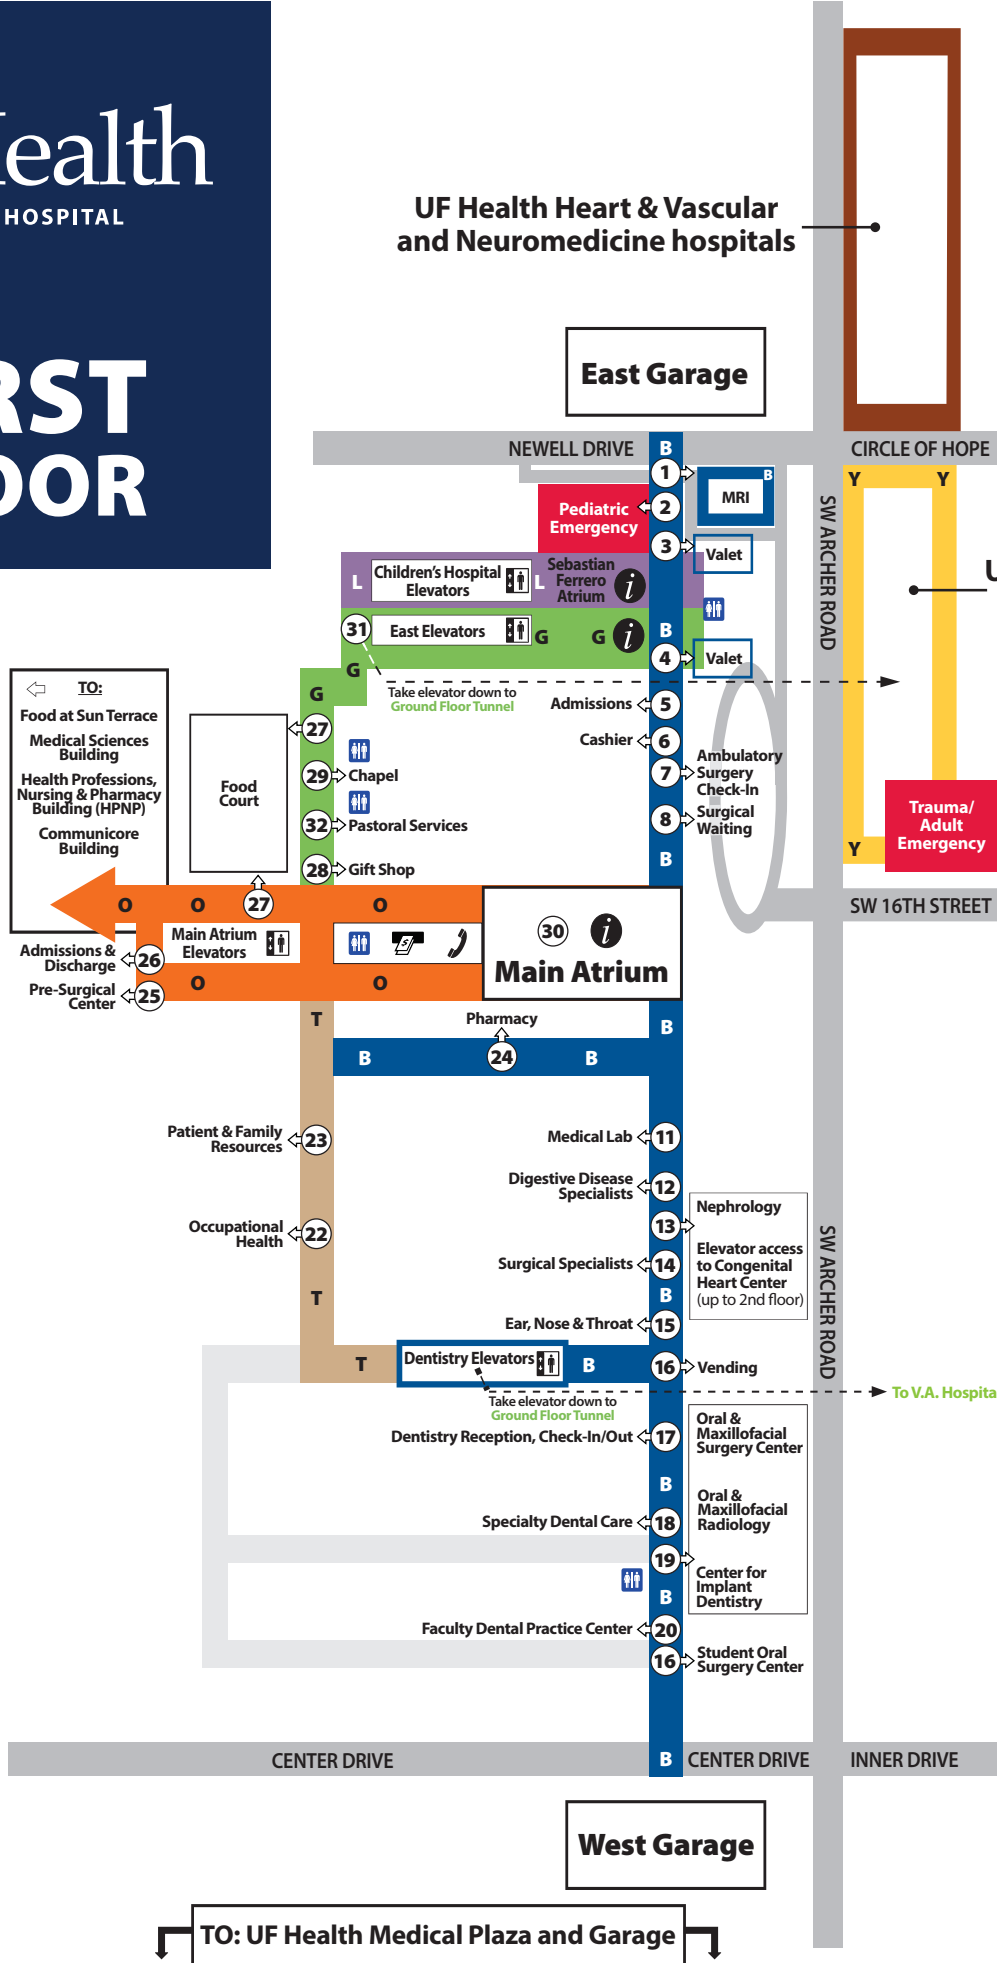 Health
HOSPITAL
RST
OOR
UF Health Heart & Vascular
and Neuromedicine hospitals
East Garage
NEWELL DRIVE
B
CIRCLE OF HOPE
1
B
MRI
Y
Y
2
Pediatric
Emergency
3
Valet
SW ARCHER ROAD
U
L
Children's Hospital
Elevators
L
Sebastian
Ferrero
Atrium
i
31
East Elevators
G
G
i
B
4
Valet
G
Take elevator down to
Ground Floor Tunnel
TO:
Food at Sun Terrace
Medical Sciences
Building
Health Professions,
Nursing & Pharmacy
Building (HPNP)
Communicore
Building
G
27
Food
Court
29
Chapel
32
Pastoral Services
28
Gift Shop
Admissions
5
Cashier
6
7
Ambulatory
Surgery
Check-In
8
Surgical
Waiting
B
Trauma/
Adult
Emergency
Y
SW 16TH STREET
O
O
27
O
Main Atrium
Elevators
$
30
i
Main Atrium
Admissions &
Discharge
26
Pre-Surgical
Center
25
O
O
T
Pharmacy
B
B
24
B
Patient & Family
Resources
23
Medical Lab
11
Digestive Disease
Specialists
12
13
Nephrology
Elevator access
to Congenital
Heart Center
(up to 2nd floor)
Occupational
Health
22
Surgical Specialists
14
T
B
SW ARCHER ROAD
Ear, Nose & Throat
15
T
Dentistry Elevators
B
16
Vending
Take elevator down to
Ground Floor Tunnel
To V.A. Hospita
Dentistry Reception, Check-In/Out
17
Oral &
Maxillofacial
Surgery Center
B
Oral &
Maxillofacial
Radiology
Specialty Dental Care
18
19
Center for
Implant
Dentistry
B
Faculty Dental Practice Center
20
16
Student Oral
Surgery Center
CENTER DRIVE
B
CENTER DRIVE
INNER DRIVE
West Garage
TO: UF Health Medical Plaza and Garage